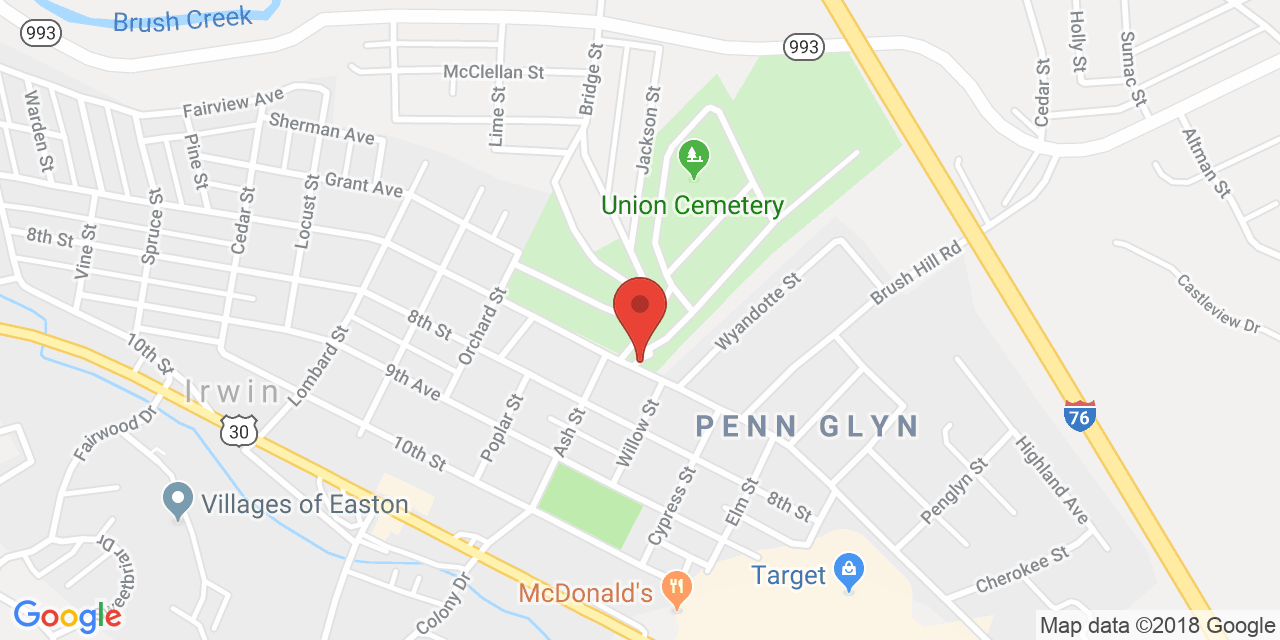 Brush Creek
993
993
McClellan St
Bridge St
Lime St
Jackson St
Cedar St
Holly St
Sumac St
Altman St
Fairview Ave
Sherman Ave
Warden St
Pine St
Grant Ave
Union Cemetery
Locust St
Cedar St
Spruce St
Vine St
8th St
Brush Hill Rd
Wyandotte St
Castleview Dr
Orchard St
8th St
Lombard St
10th St
9th Ave
Irwin
30
76
PENN GLYN
Fairwood Dr
Poplar St
Ash St
Willow St
10th St
Highland Ave
Penglyn St
Cypress St
Elm St
8th St
Villages of Easton
eetbriar Dr
Cherokee St
Target
McDonald's
Colony Dr
Google
Map data ©2018 Google